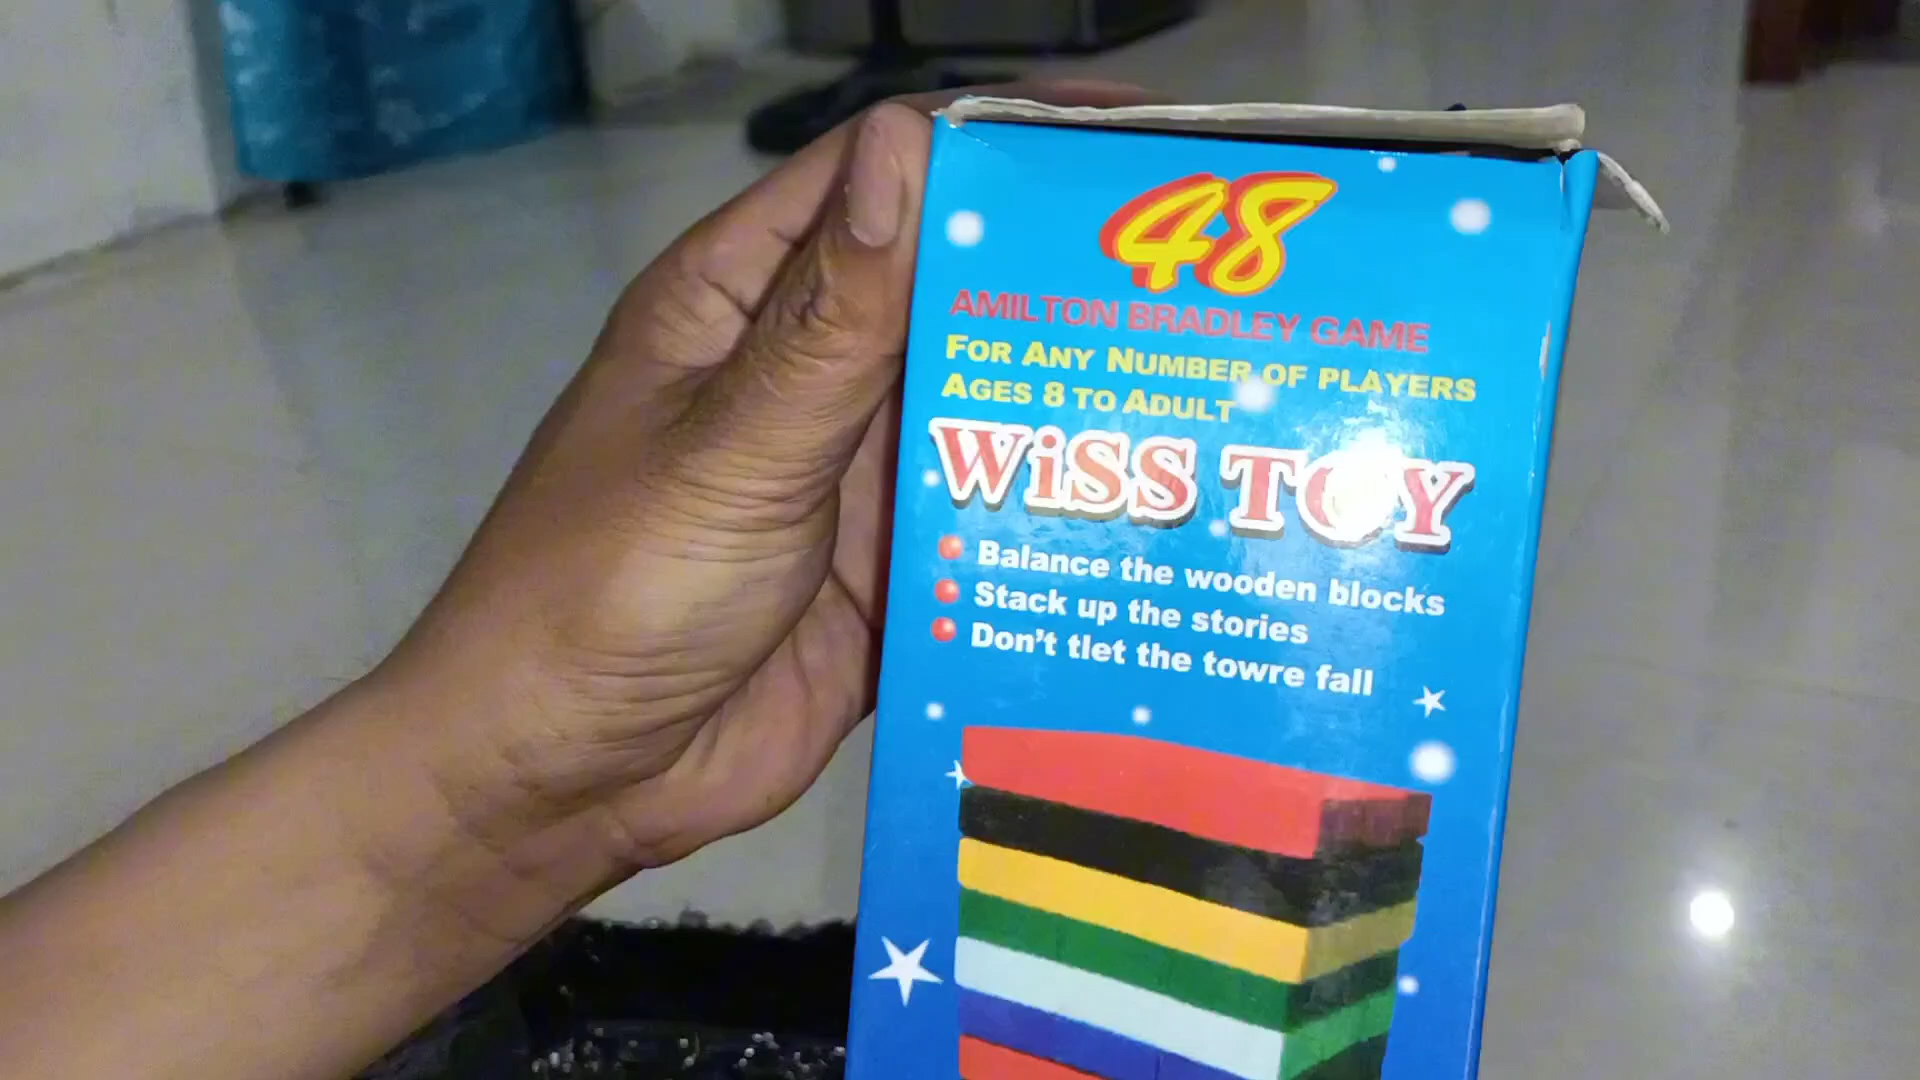 48
AMILTON BRADLEY GAME
FOR ANY NUMBER OF PLAYERS
AGES 8 TO ADULT
WiSS TOY
Balance the wooden blocks
Stack up the stories
Don't tlet the towre fall